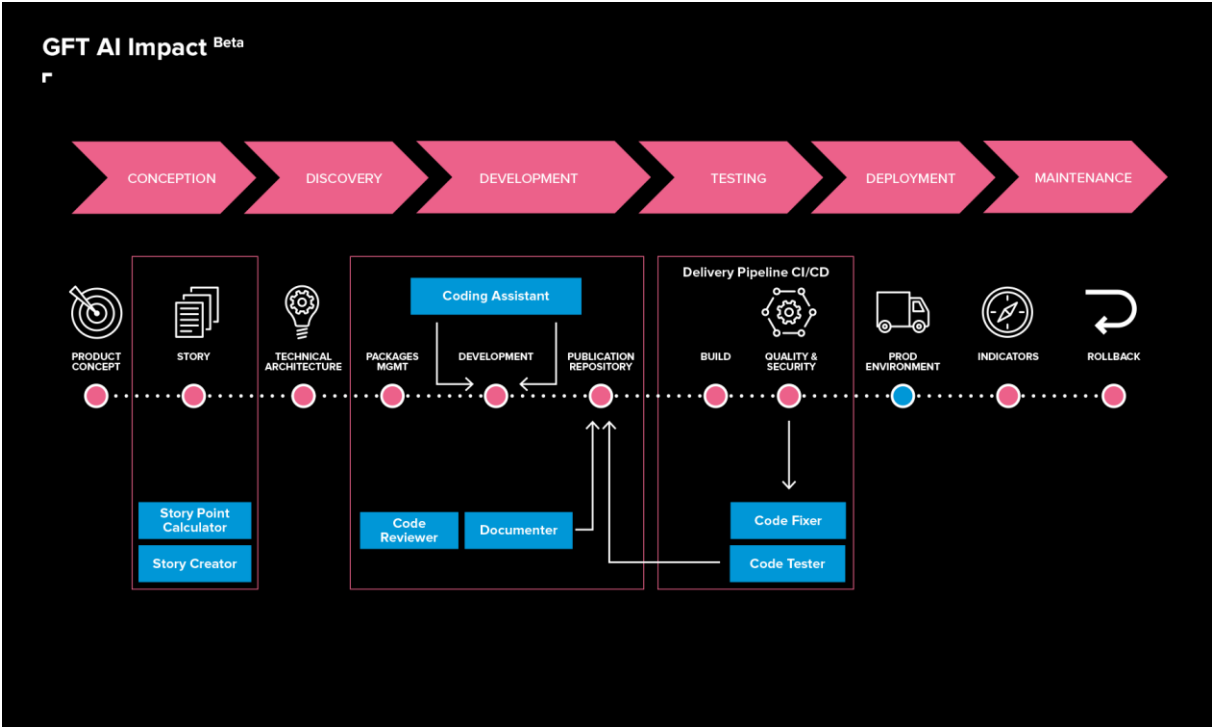 GFT AI Impact Beta
CONCEPTION
DISCOVERY
DEVELOPMENT
TESTING
DEPLOYMENT
MAINTENANCE
Delivery Pipeline CI/CD
Coding Assistant
PRODUCT
CONCEPT
STORY
TECHNICAL
ARCHITECTURE
PACKAGES
MGMT
DEVELOPMENT
PUBLICATION
REPOSITORY
BUILD
QUALITY &
SECURITY
PROD
ENVIRONMENT
INDICATORS
ROLLBACK
Story Point
Calculator
Story Creator
Code
Reviewer
Documenter
Code Fixer
Code Tester